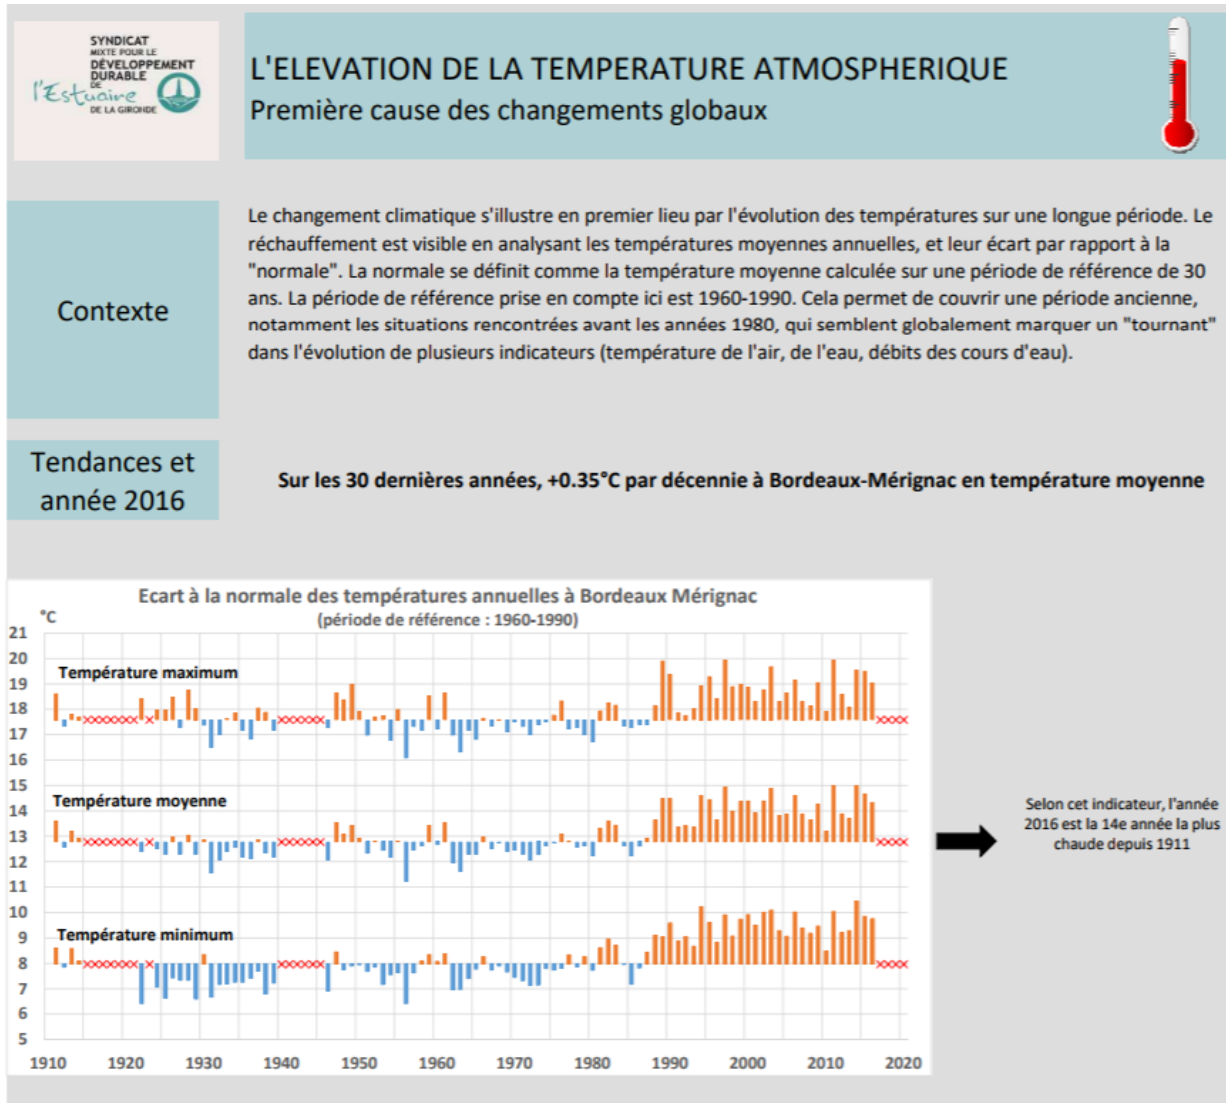 SYNDICAT
MIXTE POUR LE
DÉVELOPPEMENT
DURABLE
DE
l'Estuaire
DE LA GIRONDE
L'ELEVATION DE LA TEMPERATURE ATMOSPHERIQUE
Première cause des changements globaux
Contexte
Le changement climatique s'illustre en premier lieu par l'évolution des températures sur une longue période. Le
réchauffement est visible en analysant les températures moyennes annuelles, et leur écart par rapport à la
"normale". La normale se définit comme la température moyenne calculée sur une période de référence de 30
ans. La période de référence prise en compte ici est 1960-1990. Cela permet de couvrir une période ancienne,
notamment les situations rencontrées avant les années 1980, qui semblent globalement marquer un "tournant"
dans l'évolution de plusieurs indicateurs (température de l'air, de l'eau, débits des cours d'eau).
Tendances et
année 2016
Sur les 30 dernières années, +0.35°C par décennie à Bordeaux-Mérignac en température moyenne
Ecart à la normale des températures annuelles à Bordeaux Mérignac
(période de référence : 1960-1990)
°C
21
20
19
18
17
16
15
14
13
12
11
10
9
8
7
6
5
Température maximum
Température moyenne
Température minimum
1910 1920 1930 1940 1950 1960 1970 1980 1990 2000 2010 2020
Selon cet indicateur, l'année
2016 est la 14e année la plus
chaude depuis 1911